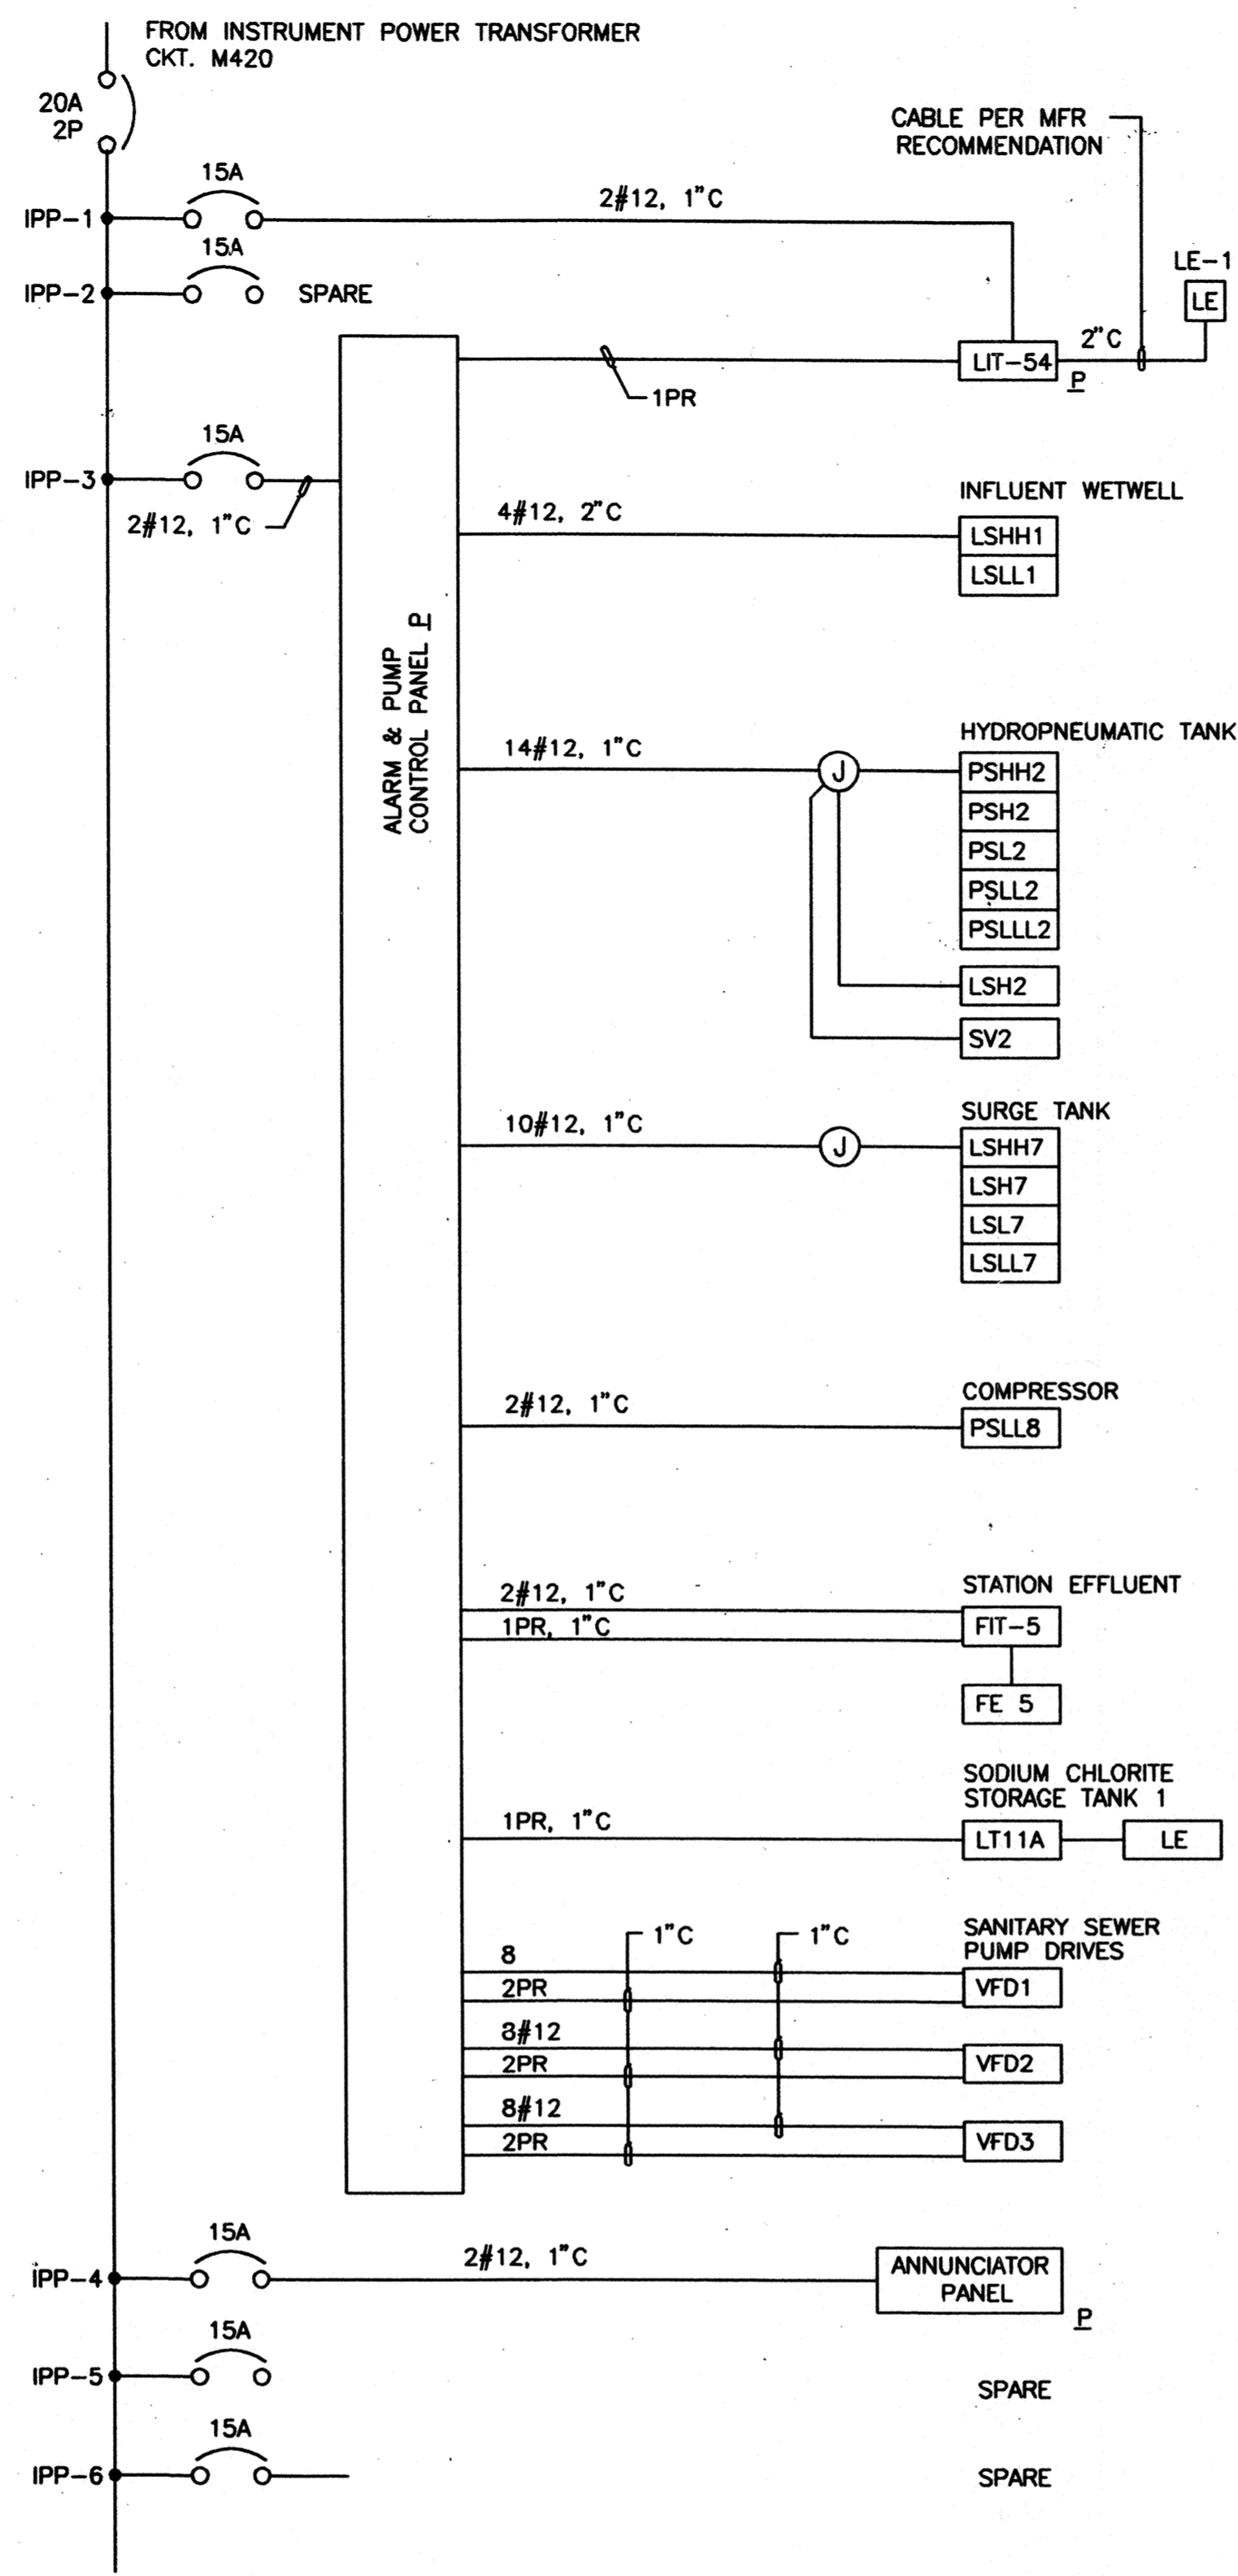 FROM INSTRUMENT POWER TRANSFORMER
CKT. M420
20A
2P
CABLE PER MFR
RECOMMENDATION
15A
IPP-1
2#12, 1"C
15A
IPP-2
SPARE
LE-1
LE
2"C
LIT-54
P
1PR
15A
IPP-3
2#12, 1"C
ALARM & PUMP
CONTROL PANEL P
INFLUENT WETWELL
4#12, 2"C
LSHH1
LSLL1
HYDROPNEUMATIC TANK
14#12, 1"C
J
PSHH2
PSH2
PSL2
PSLL2
PSLLL2
LSH2
SV2
SURGE TANK
10#12, 1"C
J
LSHH7
LSH7
LSL7
LSLL7
COMPRESSOR
2#12, 1"C
PSLL8
STATION EFFLUENT
2#12, 1"C
1PR, 1"C
FIT-5
FE 5
SODIUM CHLORITE
STORAGE TANK 1
1PR, 1"C
LT11A
LE
SANITARY SEWER
PUMP DRIVES
1"C
1"C
8
2PR
VFD1
8#12
2PR
VFD2
8#12
2PR
VFD3
15A
IPP-4
2#12, 1"C
ANNUNCIATOR
PANEL
P
15A
IPP-5
SPARE
15A
IPP-6
SPARE